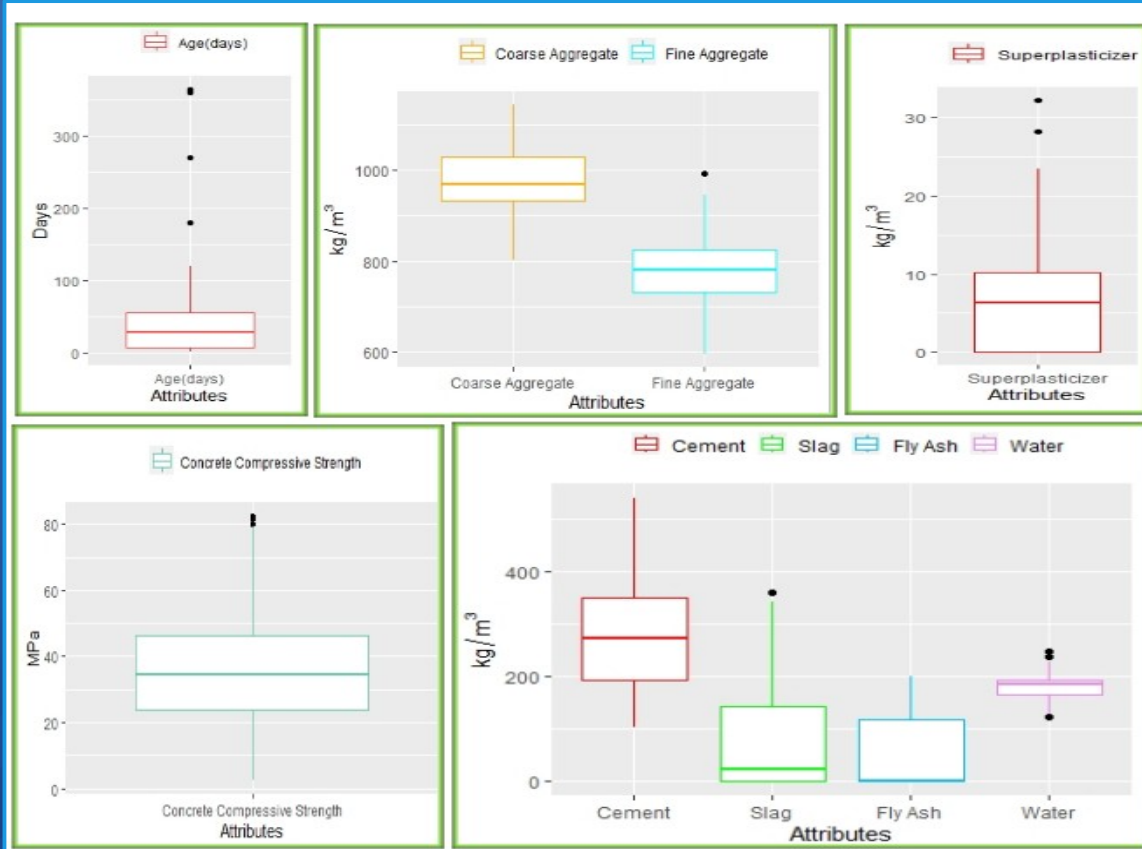 Age(days)
Days
300
200
100
0
Age(days)
Attributes
Coarse Aggregate Fine Aggregate
kg/m³
1000
800
600
Coarse Aggregate Fine Aggregate
Attributes
Superplasticizer
kg/m³
30
20
10
0
Superplasticizer
Attributes
Concrete Compressive Strength
MPa
80
60
40
20
0
Concrete Compressive Strength
Attributes
Cement Slag Fly Ash Water
kg/m³
400
200
0
Cement Slag Fly Ash Water
Attributes